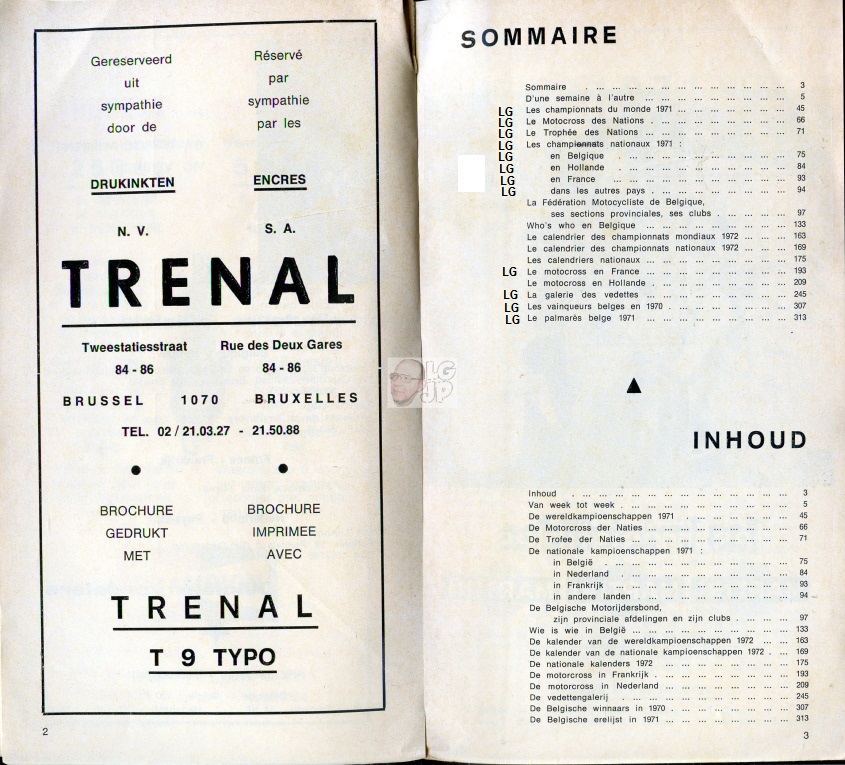 Gereserveerd
uit
sympathie
door de
Réservé
par
sympathie
par les
DRUKINKTEN
ENCRES
N. V.
S. A.
TRENAL
Tweestatiesstraat
84 - 86
Rue des Deux Gares
84 - 86
BRUSSEL 1070 BRUXELLES
TEL. 02 / 21.03.27 - 21.50.88
BROCHURE
GEDRUKT
MET
BROCHURE
IMPRIMEE
AVEC
TRENAL
T 9 TYPO
2
LG
JP
SOMMAIRE
Sommaire . ... ... ... ... ... ... ... ... ... ... 3
D'une semaine à l'autre ... ... ... ... ... ... ... ... 5
LG Les championnats du monde 1971 ... ... ... ... ... ... 45
LG Le Motocross des Nations . ... ... ... ... ... ... ... 66
LG Le Trophée des Nations ... ... ... ... ... ... ... ... 71
LG Les championnats nationaux 1971 :
LG en Belgique . ... ... ... ... ... ... ... ... 75
LG en Hollande . ... ... ... ... ... ... ... ... 84
LG en France ... ... ... ... ... ... ... ... ... 93
LG dans les autres pays . ... ... ... ... ... ... ... 94
La Fédération Motocycliste de Belgique,
ses sections provinciales, ses clubs . ... ... ... ... 97
Who's who en Belgique ... ... ... ... ... ... ... ... 133
Le calendrier des championnats mondiaux 1972 ... ... ... 163
Le calendrier des championnats nationaux 1972 ... ... ... 169
Les calendriers nationaux ... ... ... ... ... ... ... ... 175
LG Le motocross en France ... ... ... ... ... ... ... ... 193
Le motocross en Hollande . ... ... ... ... ... ... ... 209
LG La galerie des vedettes ... ... ... ... ... ... ... ... 245
LG Les vainqueurs belges en 1970 . ... ... ... ... ... ... 307
LG Le palmarès belge 1971 ... ... ... ... ... ... ... ... 313
INHOUD
Inhoud . ... ... ... ... ... ... ... ... ... ... 3
Van week tot week . ... ... ... ... ... ... ... ... ... 5
De wereldkampioenschappen 1971 . ... ... ... ... ... ... 45
De Motorcross der Naties ... ... ... ... ... ... ... ... 66
De Trofee der Naties ... ... ... ... ... ... ... ... ... 71
De nationale kampioenschappen 1971 :
in België . ... ... ... ... ... ... ... ... ... 75
in Nederland . ... ... ... ... ... ... ... ... 84
in Frankrijk ... ... ... ... ... ... ... ... ... 93
in andere landen . ... ... ... ... ... ... ... ... 94
De Belgische Motorijdersbond,
zijn provinciale afdelingen en zijn clubs . ... ... ... 97
Wie is wie in België ... ... ... ... ... ... ... ... ... 133
De kalender van de wereldkampioenschappen 1972 ... ... ... 163
De kalender van de nationale kampioenschappen 1972 . ... 169
De nationale kalenders 1972 ... ... ... ... ... ... ... 175
De motorcross in Frankrijk . ... ... ... ... ... ... ... 193
De motorcross in Nederland ... ... ... ... ... ... ... 209
De vedettengalerij ... ... ... ... ... ... ... ... ... 245
De Belgische winnaars in 1970 . ... ... ... ... ... ... 307
De Belgische erelijst in 1971 ... ... ... ... ... ... ... 313
3